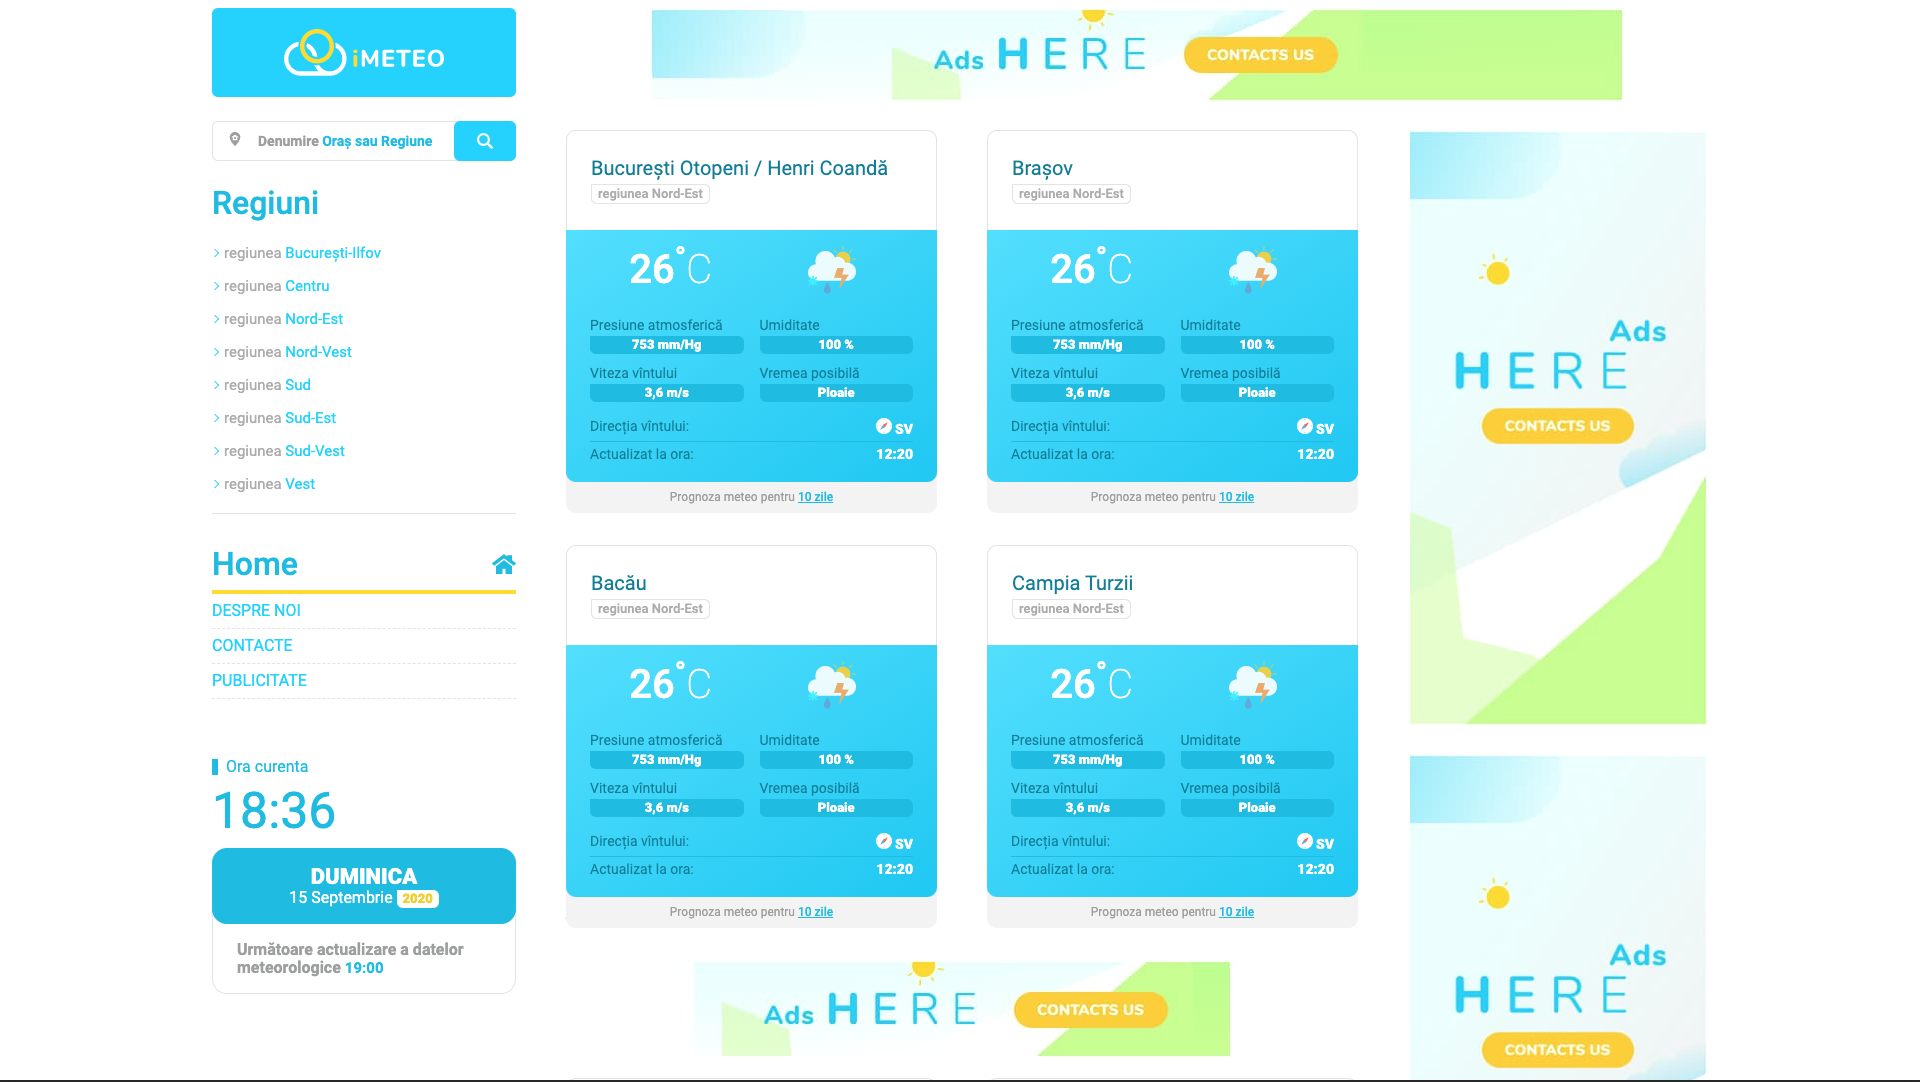 iMETEO
Denumire Oraș sau Regiune
Regiuni
regiunea București-Ilfov
regiunea Centru
regiunea Nord-Est
regiunea Nord-Vest
regiunea Sud
regiunea Sud-Est
regiunea Sud-Vest
regiunea Vest
Home
DESPRE NOI
CONTACTE
PUBLICITATE
Ora curenta
18:36
DUMINICA
15 Septembrie 2020
Următoare actualizare a datelor
meteorologice 19:00
Ads HERE CONTACTS US
București Otopeni / Henri Coandă
regiunea Nord-Est
26°C
Presiune atmosferică Umiditate
753 mm/Hg 100 %
Viteza vîntului Vremea posibilă
3,6 m/s Ploaie
Direcția vîntului: SV
Actualizat la ora: 12:20
Prognoza meteo pentru 10 zile
Brașov
regiunea Nord-Est
26°C
Presiune atmosferică Umiditate
753 mm/Hg 100 %
Viteza vîntului Vremea posibilă
3,6 m/s Ploaie
Direcția vîntului: SV
Actualizat la ora: 12:20
Prognoza meteo pentru 10 zile
Bacău
regiunea Nord-Est
26°C
Presiune atmosferică Umiditate
753 mm/Hg 100 %
Viteza vîntului Vremea posibilă
3,6 m/s Ploaie
Direcția vîntului: SV
Actualizat la ora: 12:20
Prognoza meteo pentru 10 zile
Campia Turzii
regiunea Nord-Est
26°C
Presiune atmosferică Umiditate
753 mm/Hg 100 %
Viteza vîntului Vremea posibilă
3,6 m/s Ploaie
Direcția vîntului: SV
Actualizat la ora: 12:20
Prognoza meteo pentru 10 zile
Ads HERE CONTACTS US
Ads
HERE
CONTACTS US
Ads
HERE
CONTACTS US